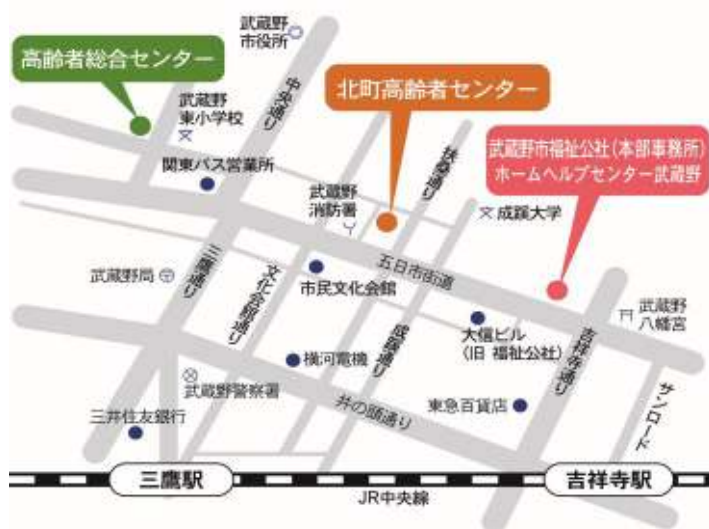 武蔵野
市役所
高齢者総合センター
中央通り
北町高齢者センター
武蔵野
東小学校
関東バス営業所
扶桑通り
武蔵野市福祉公社(本部事務所)
ホームヘルプセンター武蔵野
武蔵野
消防署
成蹊大学
三鷹通り
武蔵野局
文化会館通り
市民文化会館
五日市街道
成蹊通り
大信ビル
(旧 福祉公社)
吉祥寺通り
武蔵野
八幡宮
横河電機
武蔵野警察署
井の頭通り
東急百貨店
サンロード
三井住友銀行
三鷹駅
吉祥寺駅
JR中央線